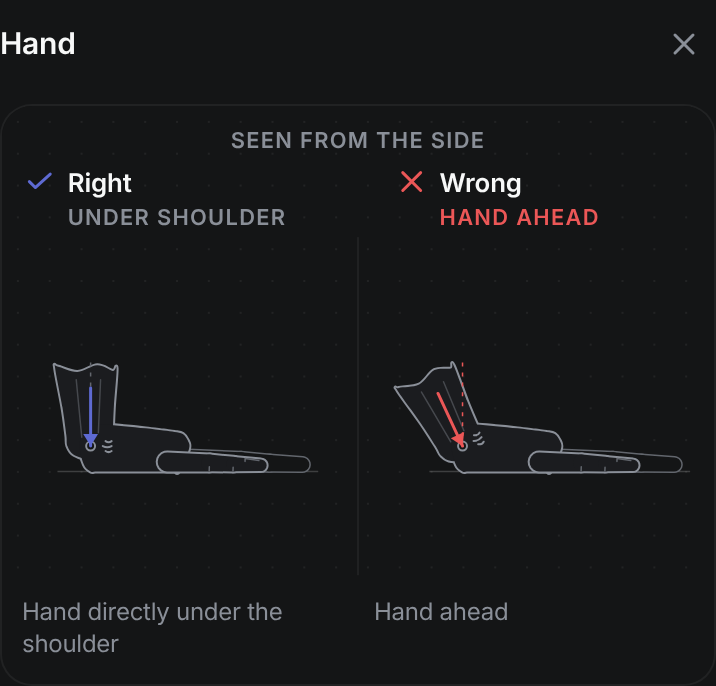 Hand
SEEN FROM THE SIDE
Right
UNDER SHOULDER
Wrong
HAND AHEAD
Hand directly under the
shoulder
Hand ahead